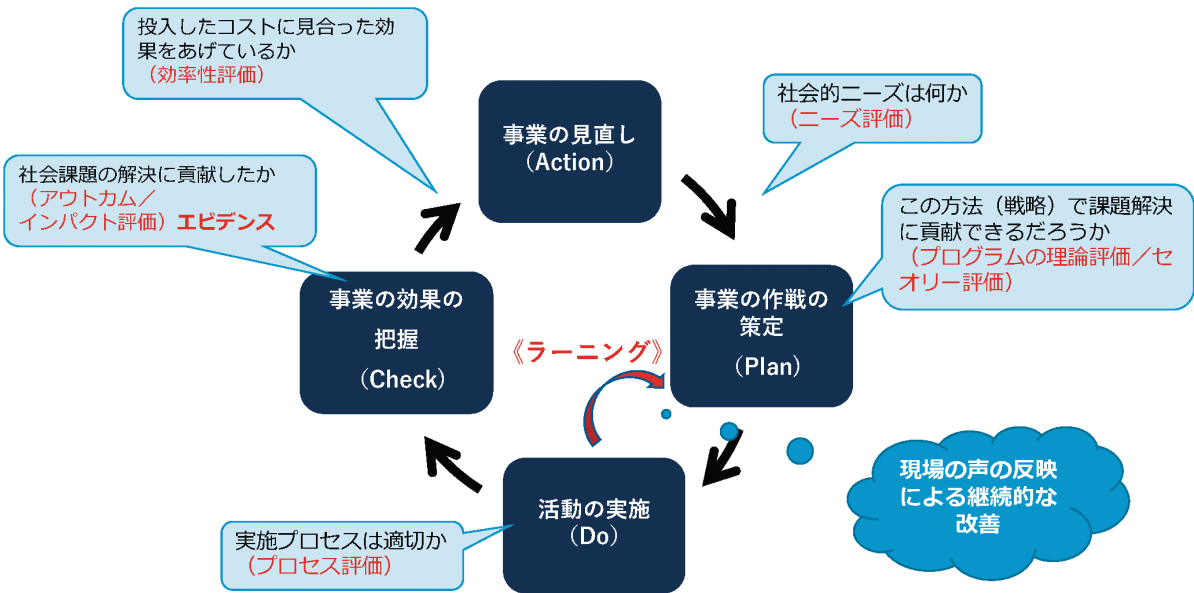 投入したコストに見合った効
果をあげているか
（効率性評価）
事業の見直し
（Action）
社会的ニーズは何か
（ニーズ評価）
社会課題の解決に貢献したか
（アウトカム／
インパクト評価）エビデンス
この方法（戦略）で課題解決
に貢献できるだろうか
（プログラムの理論評価／セ
オリー評価）
事業の効果の
把握
（Check）
《ラーニング》
事業の作戦の
策定
（Plan）
現場の声の反映
による継続的な
改善
活動の実施
（Do）
実施プロセスは適切か
（プロセス評価）